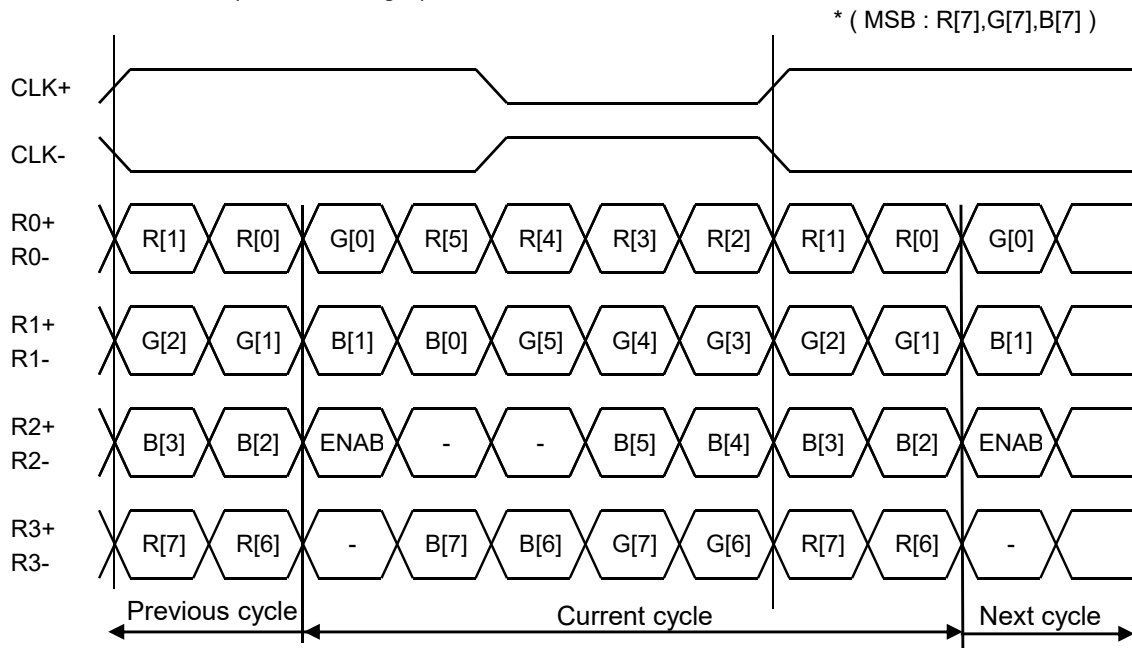 * ( MSB : R[7],G[7],B[7] )
CLK+
CLK-
R0+ R[1] R[0] G[0] R[5] R[4] R[3] R[2] R[1] R[0] G[0]
R0-
R1+ G[2] G[1] B[1] B[0] G[5] G[4] G[3] G[2] G[1] B[1]
R1-
R2+ B[3] B[2] ENAB - - B[5] B[4] B[3] B[2] ENAB
R2-
R3+ R[7] R[6] - B[7] B[6] G[7] G[6] R[7] R[6] -
R3-
Previous cycle Current cycle Next cycle